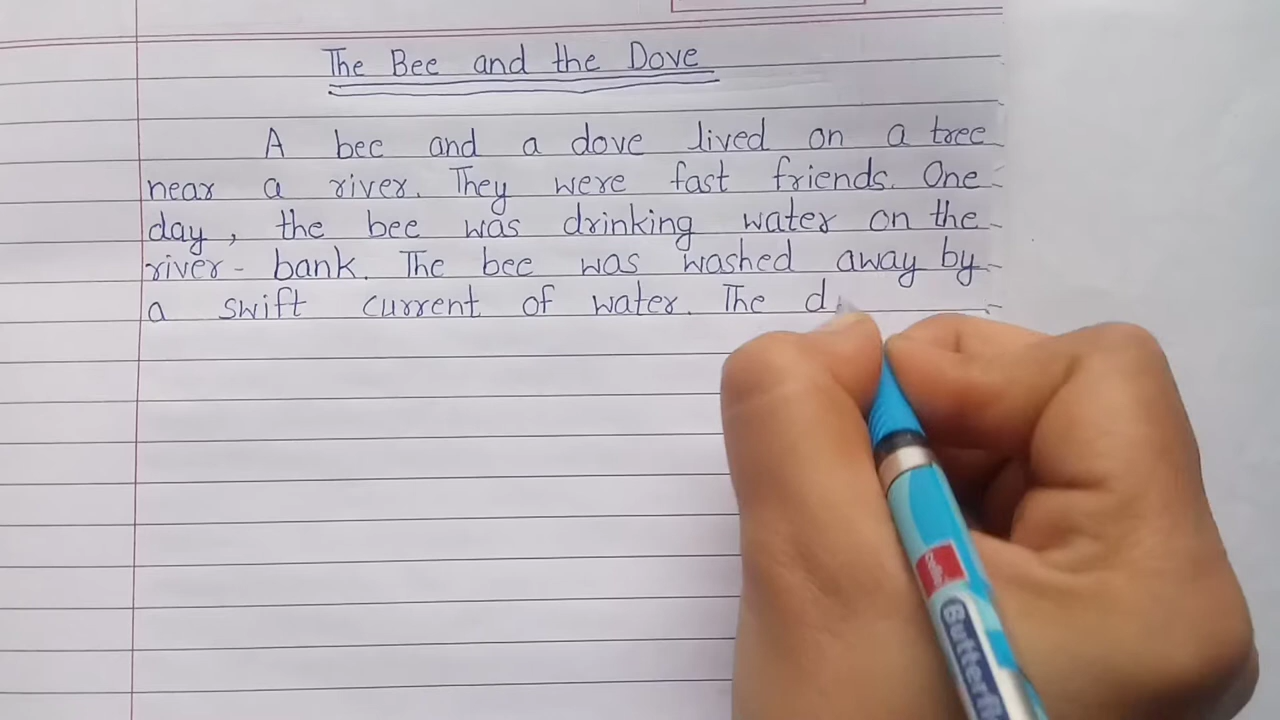 The Bee and the Dove
A bee and a dove lived on a tree
near a river. They were fast friends. One
day, the bee was drinking water on the
river-bank. The bee was washed away by
a swift current of water. The d
cello
Butterfl